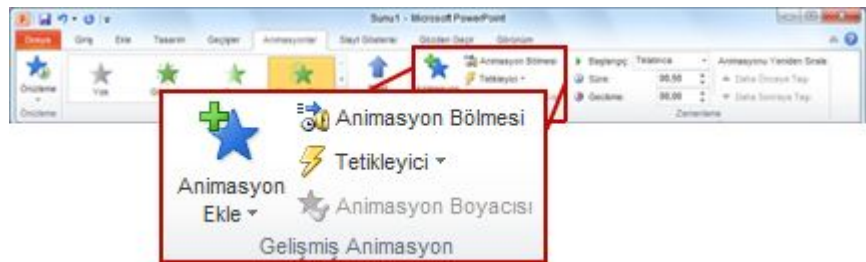 Sunu1 - Microsoft PowerPoint
Dosya Giriş Ekle Tasarım Geçişler Animasyonlar Slayt Gösterisi Gözden Geçir Görünüm
Önizleme
Yok
Animasyon Bölmesi
Tetikleyici
Başlangıç: Tıklatınca
Süre: 00,50
Gecikme: 00,00
Animasyonu Yeniden Sırala
Daha Önceye Taşı
Daha Sonraya Taşı
Önizleme
Zamanlama
Animasyon Ekle
Animasyon Bölmesi
Tetikleyici
Animasyon Boyacısı
Gelişmiş Animasyon